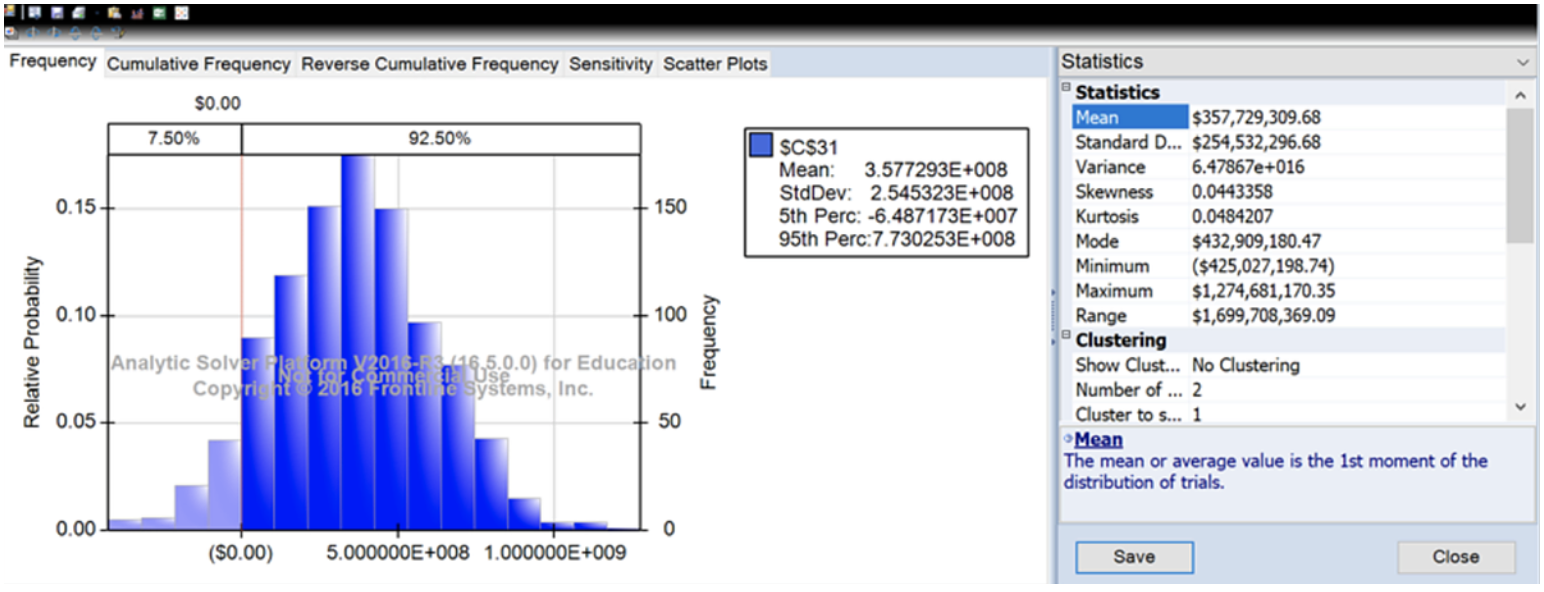 Frequency Cumulative Frequency Reverse Cumulative Frequency Sensitivity Scatter Plots
$0.00
7.50% 92.50%
0.15
0.10
0.05
0.00
Relative Probability
150
100
50
0
Frequency
($0.00) 5.000000E+008 1.000000E+009
Analytic Solver Platform V2016-R3 (16.5.0.0) for Education
Not for Commercial Use
Copyright © 2016 Frontline Systems, Inc.
$C$31
Mean: 3.577293E+008
StdDev: 2.545323E+008
5th Perc: -6.487173E+007
95th Perc:7.730253E+008
Statistics
Statistics
Mean $357,729,309.68
Standard D... $254,532,296.68
Variance 6.47867e+016
Skewness 0.0443358
Kurtosis 0.0484207
Mode $432,909,180.47
Minimum ($425,027,198.74)
Maximum $1,274,681,170.35
Range $1,699,708,369.09
Clustering
Show Clust... No Clustering
Number of ... 2
Cluster to s... 1
Mean
The mean or average value is the 1st moment of the
distribution of trials.
Save Close